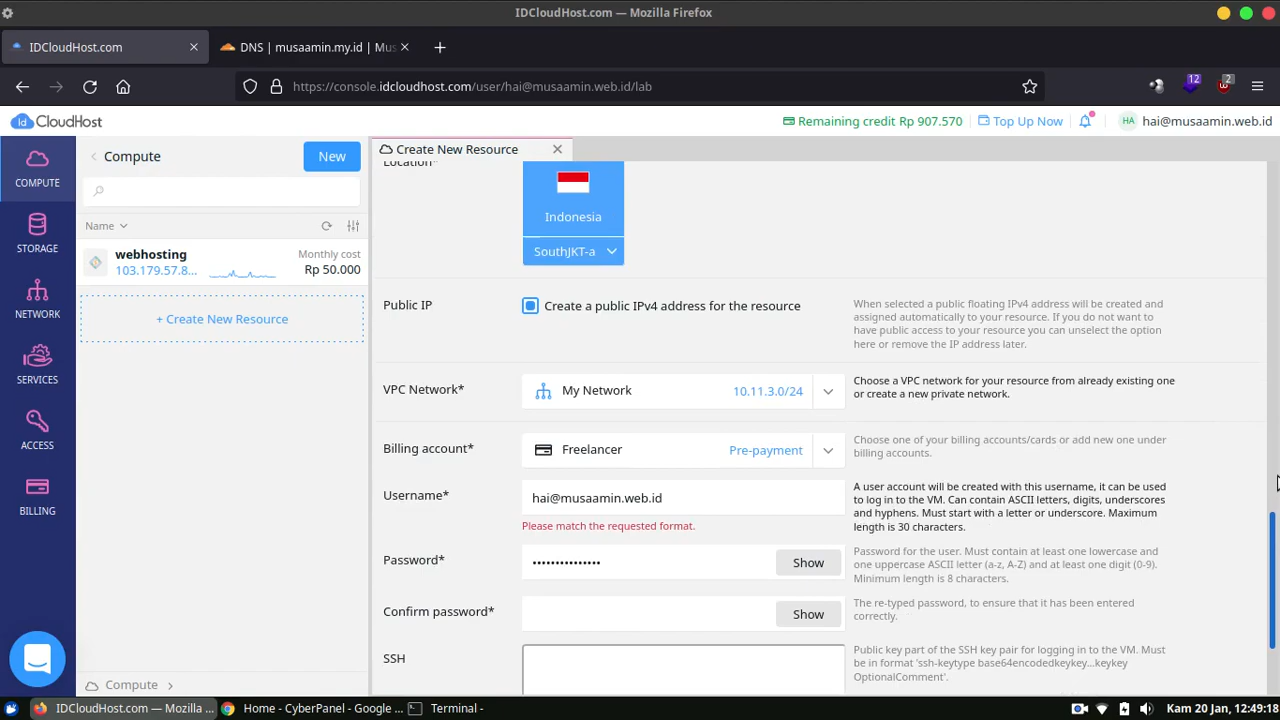 IDCloudHost.com — Mozilla Firefox
IDCloudHost.com
DNS | musaamin.my.id | Mus
https://console.idcloudhost.com/user/hai@musaamin.web.id/lab
12
2
id CloudHost
Remaining credit Rp 907.570
Top Up Now
HA
hai@musaamin.web.id
COMPUTE
STORAGE
NETWORK
SERVICES
ACCESS
BILLING
Compute
New
Name
webhosting
103.179.57.8...
Monthly cost
Rp 50.000
+ Create New Resource
Compute
Create New Resource
Location*
Indonesia
SouthJKT-a
Public IP
Create a public IPv4 address for the resource
When selected a public floating IPv4 address will be created and
assigned automatically to your resource. If you do not want to
have public access to your resource you can unselect the option
here or remove the IP address later.
VPC Network*
My Network
10.11.3.0/24
Choose a VPC network for your resource from already existing one
or create a new private network.
Billing account*
Freelancer
Pre-payment
Choose one of your billing accounts/cards or add new one under
billing accounts.
Username*
hai@musaamin.web.id
Please match the requested format.
A user account will be created with this username, it can be used
to log in to the VM. Can contain ASCII letters, digits, underscores
and hyphens. Must start with a letter or underscore. Maximum
length is 30 characters.
Password*
•••••••••••••••
Show
Password for the user. Must contain at least one lowercase and
one uppercase ASCII letter (a-z, A-Z) and at least one digit (0-9).
Minimum length is 8 characters.
Confirm password*
Show
The re-typed password, to ensure that it has been entered
correctly.
SSH
Public key part of the SSH key pair for logging in to the VM. Must
be in format 'ssh-keytype base64encodedkeykey...keykey
OptionalComment'.
IDCloudHost.com — Mozilla ...
Home - CyberPanel - Google ...
Terminal -
Kam 20 Jan, 12:49:18